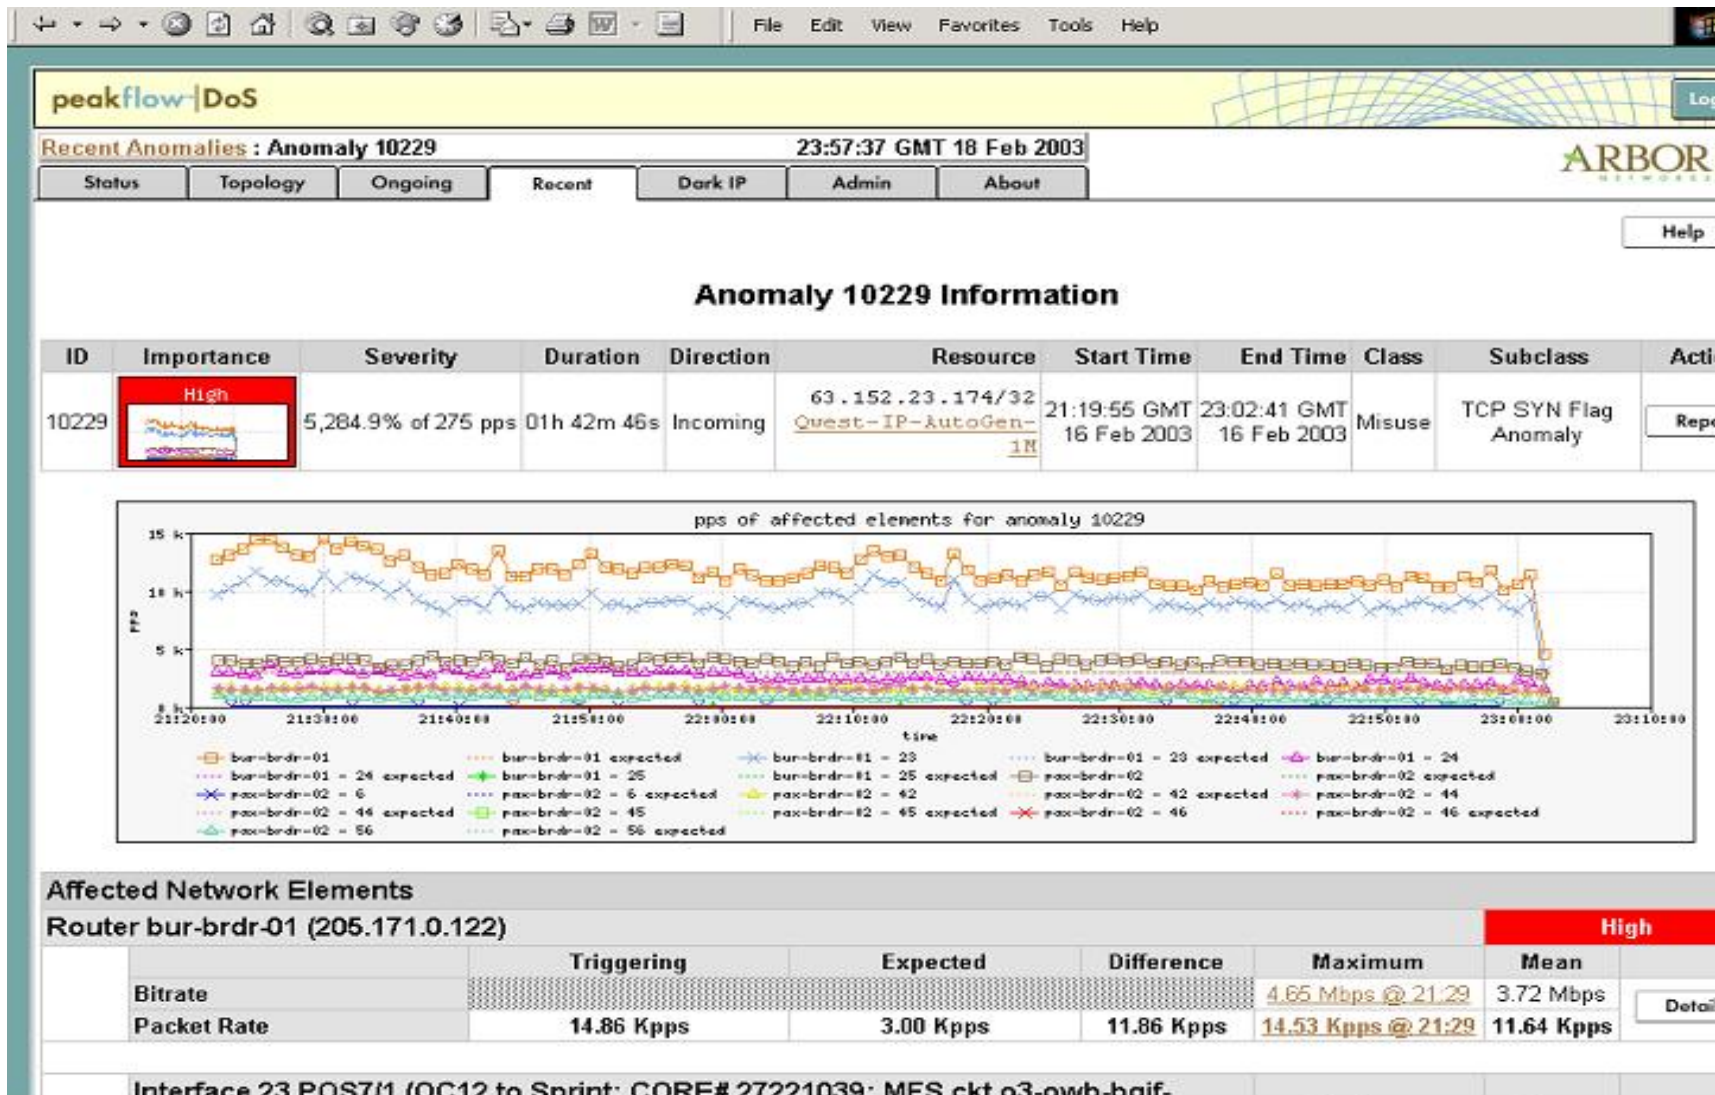 File Edit View Favorites Tools Help
peakflow DoS
Recent Anomalies : Anomaly 10229 23:57:37 GMT 18 Feb 2003
ARBOR
NETWORKS
Status Topology Ongoing Recent Dark IP Admin About
Help
Anomaly 10229 Information
ID Importance Severity Duration Direction Resource Start Time End Time Class Subclass
10229 High 5,284.9% of 275 pps 01h 42m 46s Incoming 63.152.23.174/32 21:19:55 GMT 23:02:41 GMT Misuse TCP SYN Flag
Qwest-IP-AutoGen- 16 Feb 2003 16 Feb 2003 Anomaly
1M
pps of affected elements for anomaly 10229
15 k
10 k
pps
5 k
0 k
21:20:00 21:30:00 21:40:00 21:50:00 22:00:00 22:10:00 22:20:00 22:30:00 22:40:00 22:50:00 23:00:00 23:10:00
time
bur-brdr-01 bur-brdr-01 expected bur-brdr-01 - 23 bur-brdr-01 - 23 expected bur-brdr-01 - 24
bur-brdr-01 - 24 expected bur-brdr-01 - 25 bur-brdr-01 - 25 expected pax-brdr-02 pax-brdr-02 expected
pax-brdr-02 - 6 pax-brdr-02 - 6 expected pax-brdr-02 - 42 pax-brdr-02 - 42 expected pax-brdr-02 - 44
pax-brdr-02 - 44 expected pax-brdr-02 - 45 pax-brdr-02 - 45 expected pax-brdr-02 - 46 pax-brdr-02 - 46 expected
pax-brdr-02 - 56 pax-brdr-02 - 56 expected
Affected Network Elements
Router bur-brdr-01 (205.171.0.122) High
Triggering Expected Difference Maximum Mean
Bitrate 4.65 Mbps @ 21:29 3.72 Mbps
Packet Rate 14.86 Kpps 3.00 Kpps 11.86 Kpps 14.53 Kpps @ 21:29 11.64 Kpps
Interface 23 POS7/1 (OC12 to Sprint; CORE# 27221039; MFS ckt